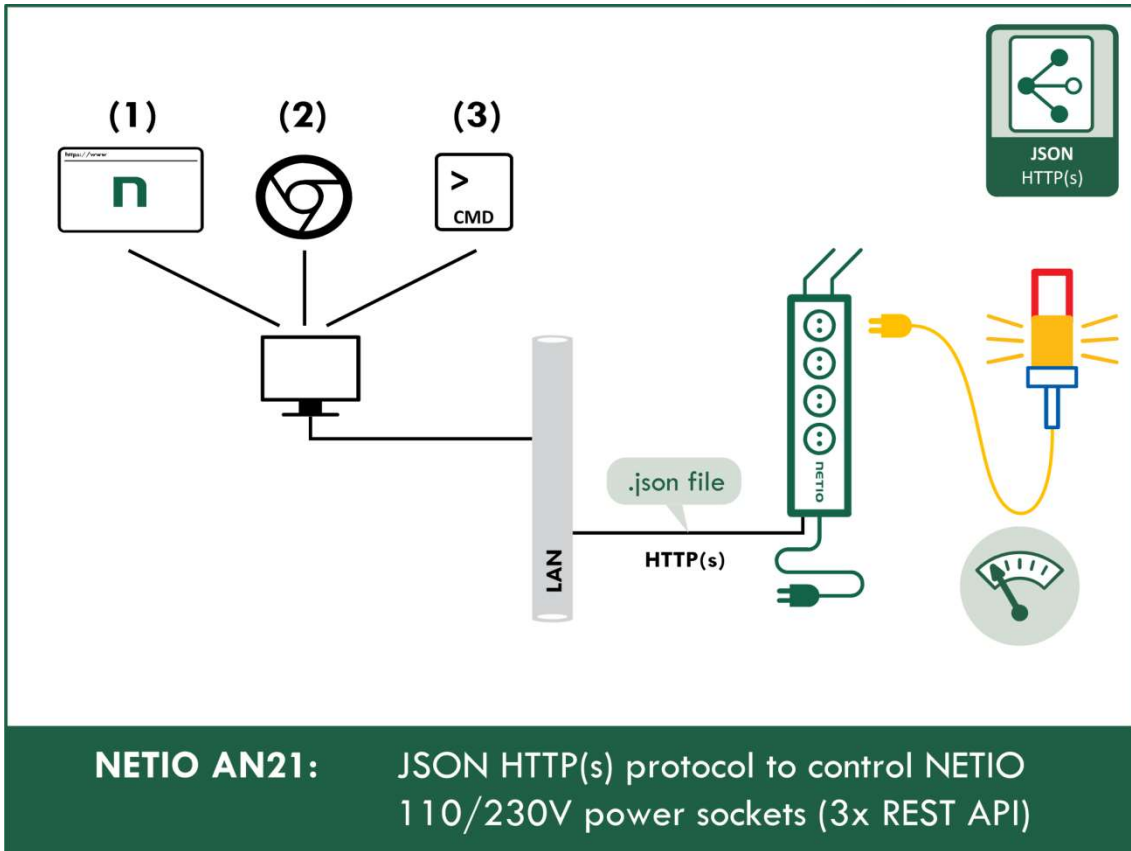 (1)
(2)
(3)
https://www
n
>
CMD
JSON
HTTP(s)
LAN
.json file
HTTP(s)
NETIO
NETIO AN21: JSON HTTP(s) protocol to control NETIO
110/230V power sockets (3x REST API)